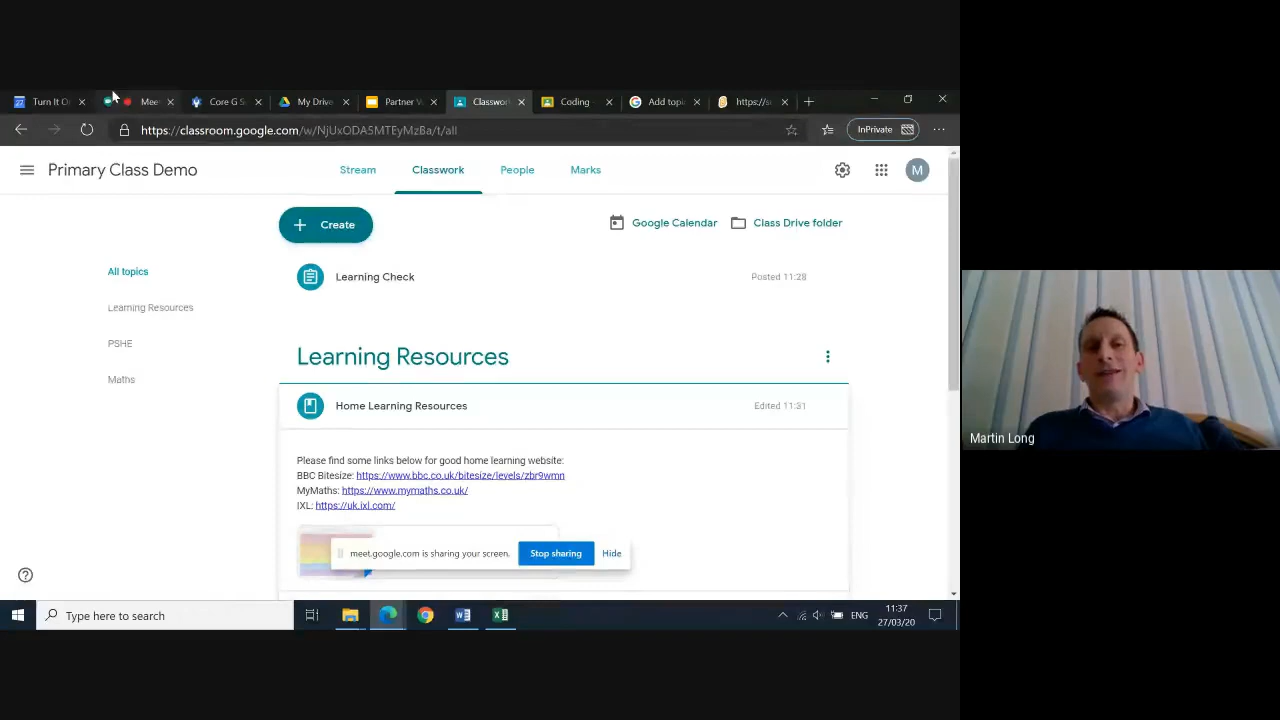 Turn It O
Mee
Core G S
My Drive
Partner V
Classwor
Coding -
Add topi
https://s
https://classroom.google.com/w/NjUxODA5MTEyMzBa/t/all
InPrivate
Primary Class Demo
Stream
Classwork
People
Marks
M
+ Create
Google Calendar
Class Drive folder
All topics
Learning Resources
PSHE
Maths
Learning Check
Posted 11:28
Learning Resources
Home Learning Resources
Edited 11:31
Please find some links below for good home learning website:
BBC Bitesize: https://www.bbc.co.uk/bitesize/levels/zbr9wmn
MyMaths: https://www.mymaths.co.uk/
IXL: https://uk.ixl.com/
meet.google.com is sharing your screen.
Stop sharing
Hide
Type here to search
ENG
11:37
27/03/20
Martin Long